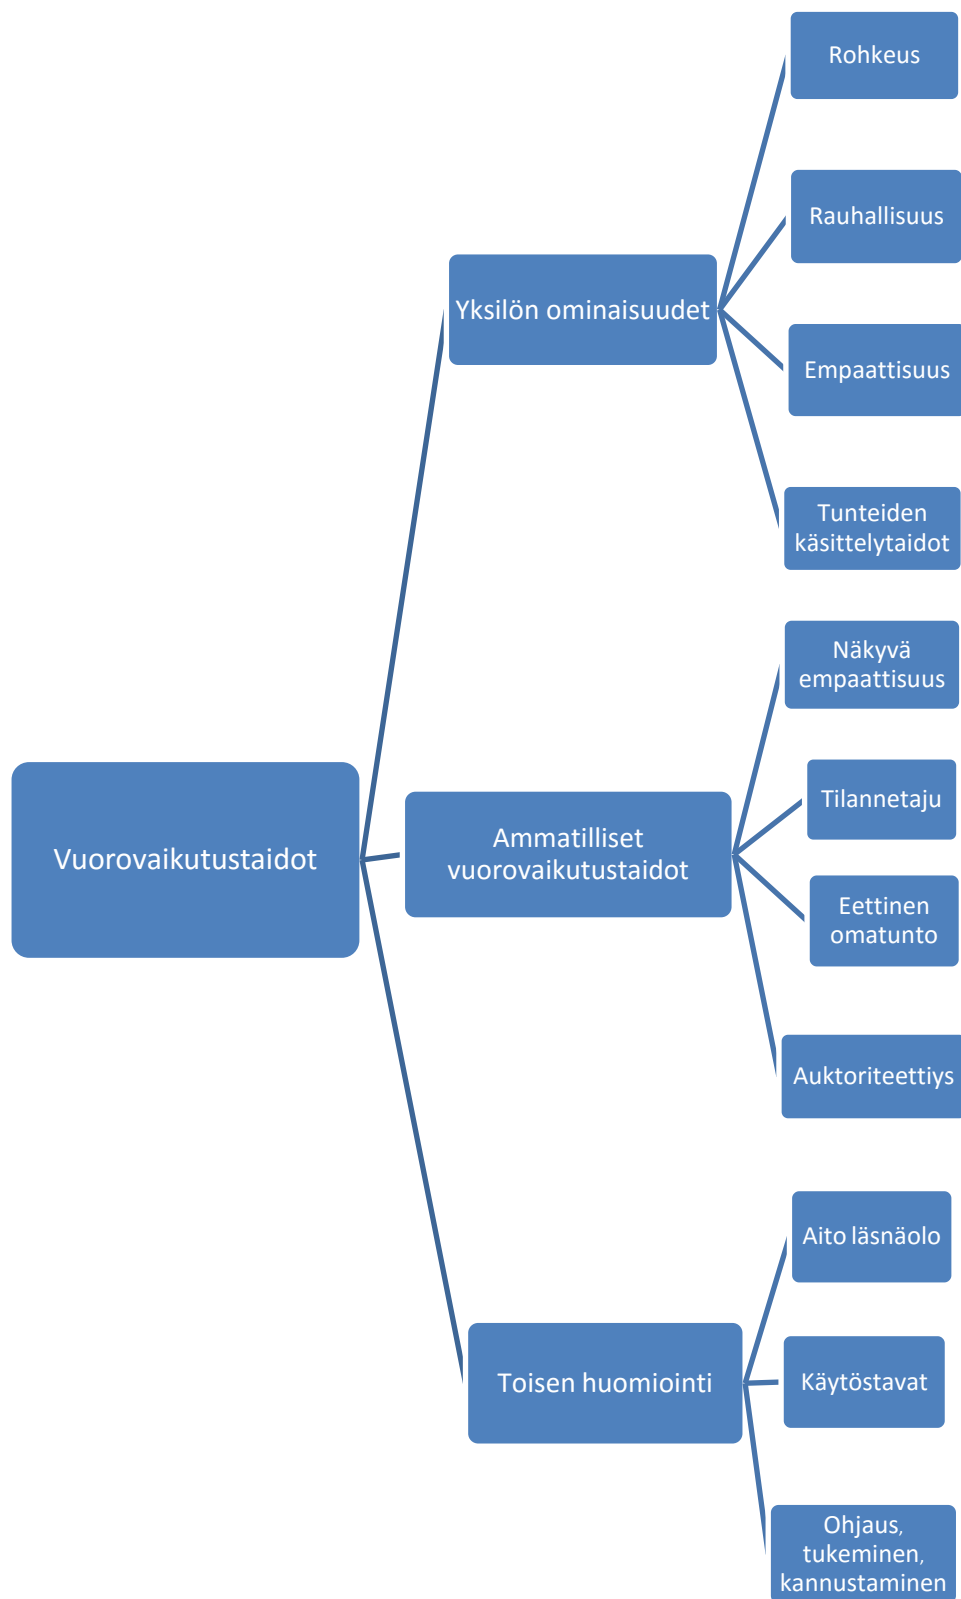 Vuorovaikutustaidot
Yksilön ominaisuudet
Rohkeus
Rauhallisuus
Empaattisuus
Tunteiden
käsittelytaidot
Ammatilliset
vuorovaikutustaidot
Näkyvä
empaattisuus
Tilannetaju
Eettinen
omatunto
Auktoriteettiys
Toisen huomiointi
Aito läsnäolo
Käytöstavat
Ohjaus,
tukeminen,
kannustaminen